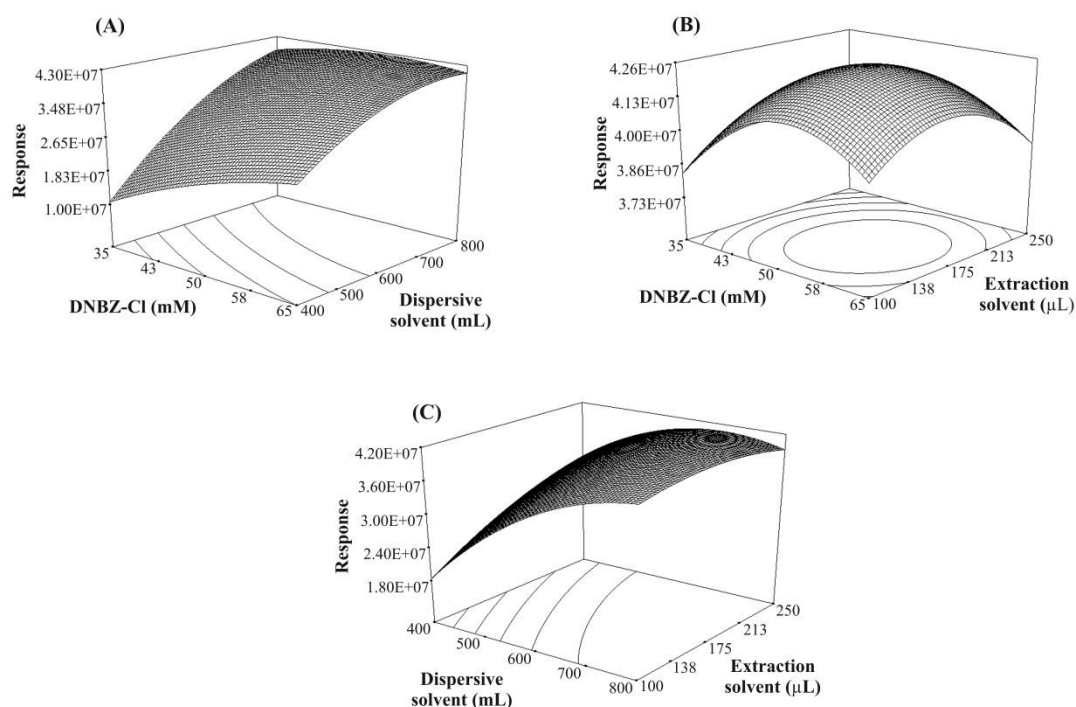 (A)
4.30E+07
3.48E+07
2.65E+07
1.83E+07
1.00E+07
Response
35
43
50
58
65
DNBZ-Cl (mM)
400
500
600
700
800
Dispersive
solvent (mL)
(B)
4.26E+07
4.13E+07
4.00E+07
3.86E+07
3.73E+07
Response
35
43
50
58
65
DNBZ-Cl (mM)
100
138
175
213
250
Extraction
solvent (μL)
(C)
4.20E+07
3.60E+07
3.00E+07
2.40E+07
1.80E+07
Response
400
500
600
700
800
Dispersive
solvent (mL)
100
138
175
213
250
Extraction
solvent (μL)